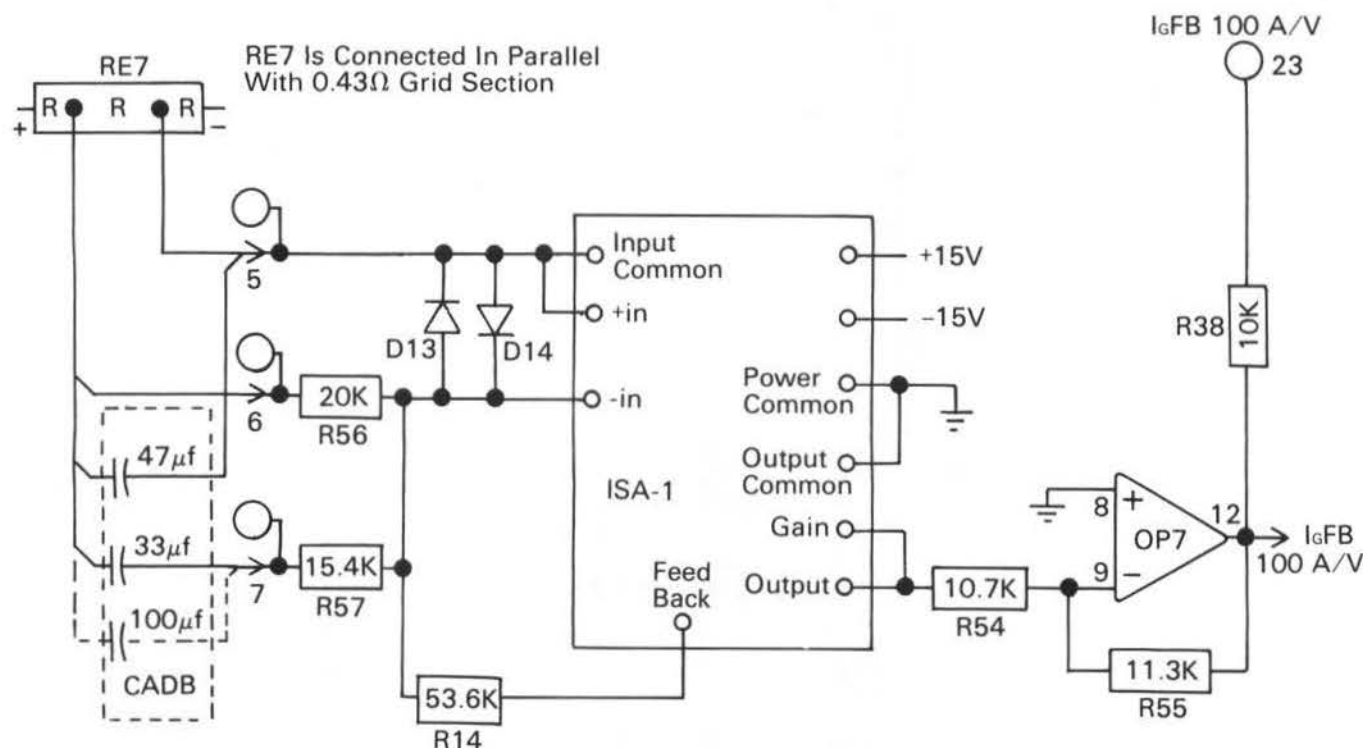 IGFB 100 A/V
23
RE7 Is Connected In Parallel
With 0.43Ω Grid Section
RE7
R R R
+ −
5
Input
Common
+15V
+in
−15V
D13 D14
R38
10K
6
20K
R56
-in
Power
Common
47µf
Output
Common
ISA-1
8 + 12
OP7
9 −
IGFB
100 A/V
33µf
7
15.4K
R57
Gain
Feed
Back
Output
10.7K
R54
100µf
CADB
11.3K
R55
53.6K
R14